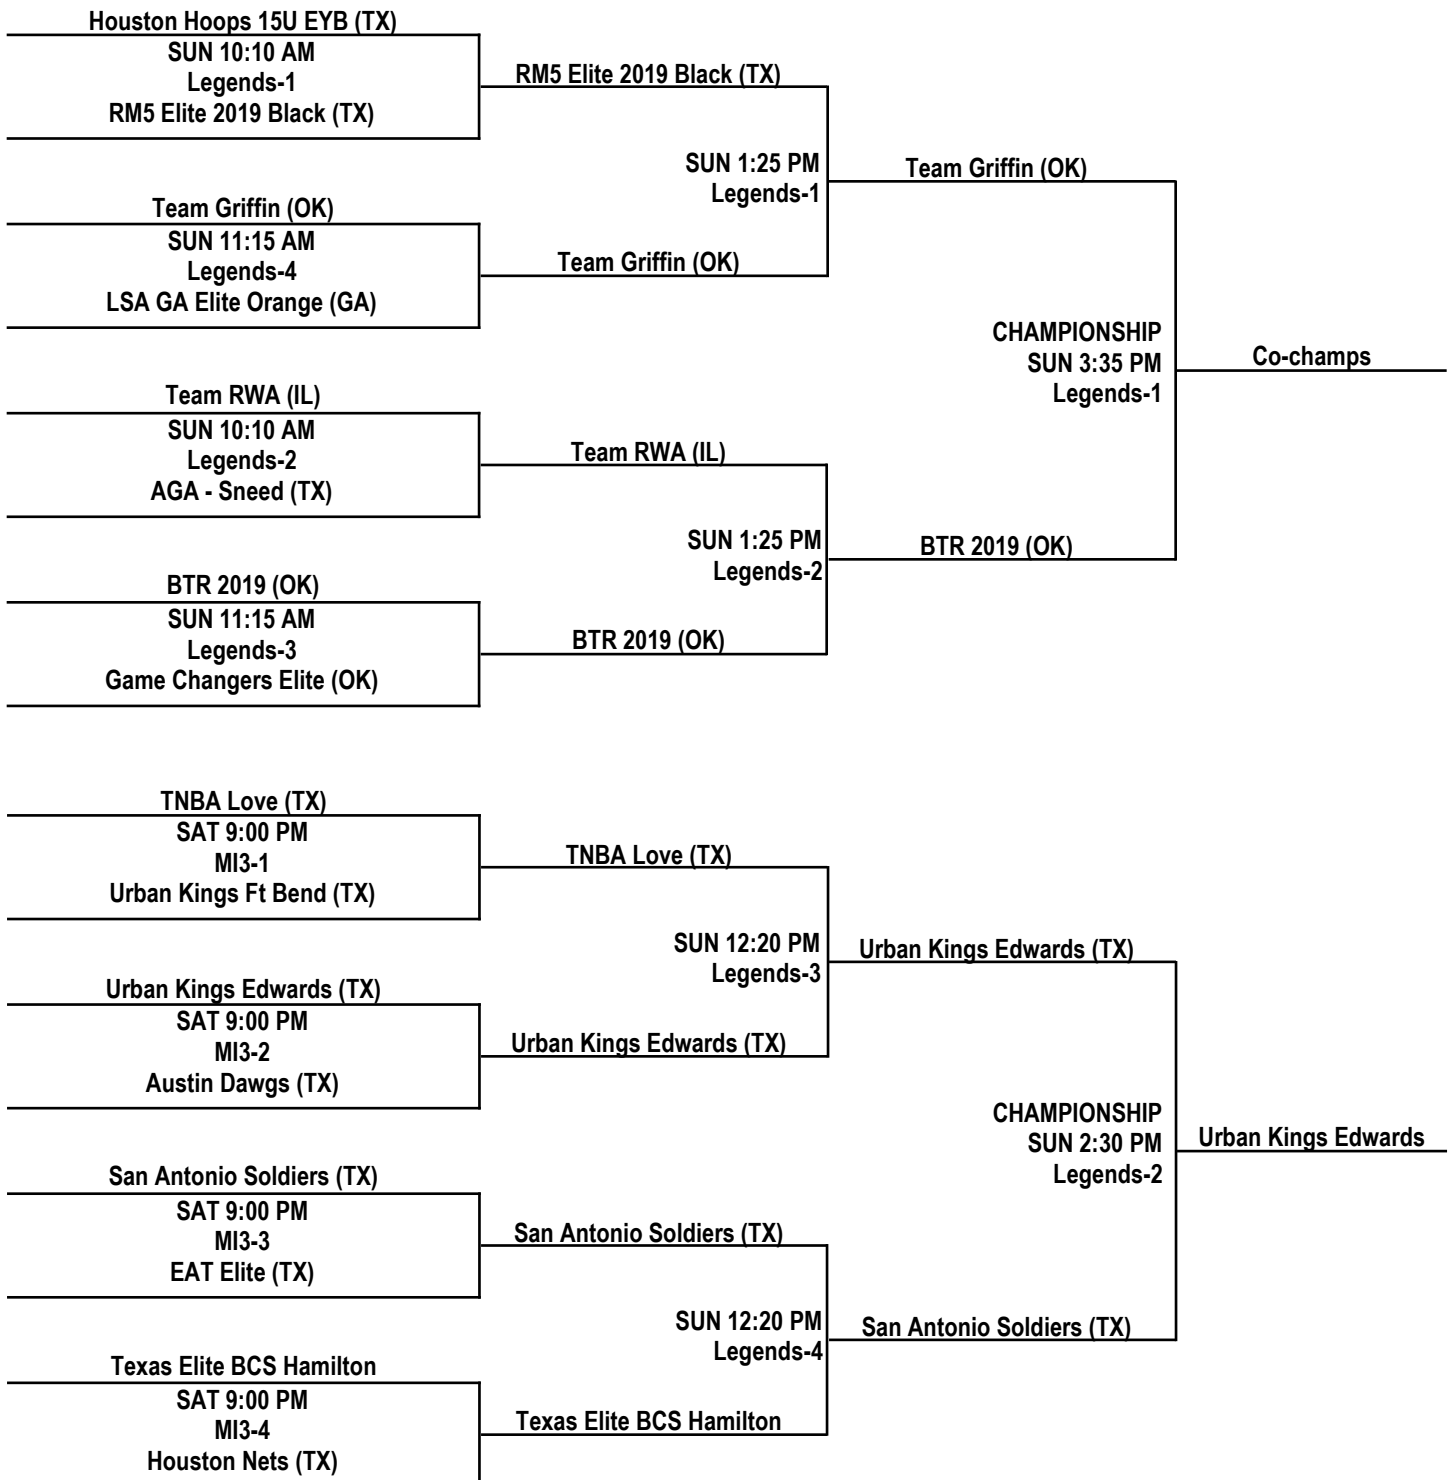 Houston Hoops 15U EYB (TX)
SUN 10:10 AM
Legends-1
RM5 Elite 2019 Black (TX)
RM5 Elite 2019 Black (TX)
SUN 1:25 PM
Legends-1
Team Griffin (OK)
Team Griffin (OK)
SUN 11:15 AM
Legends-4
LSA GA Elite Orange (GA)
Team Griffin (OK)
CHAMPIONSHIP
SUN 3:35 PM
Legends-1
Co-champs
Team RWA (IL)
SUN 10:10 AM
Legends-2
AGA - Sneed (TX)
Team RWA (IL)
SUN 1:25 PM
Legends-2
BTR 2019 (OK)
BTR 2019 (OK)
SUN 11:15 AM
Legends-3
Game Changers Elite (OK)
BTR 2019 (OK)
TNBA Love (TX)
SAT 9:00 PM
MI3-1
Urban Kings Ft Bend (TX)
TNBA Love (TX)
SUN 12:20 PM
Legends-3
Urban Kings Edwards (TX)
Urban Kings Edwards (TX)
SAT 9:00 PM
MI3-2
Austin Dawgs (TX)
Urban Kings Edwards (TX)
CHAMPIONSHIP
SUN 2:30 PM
Legends-2
Urban Kings Edwards
San Antonio Soldiers (TX)
SAT 9:00 PM
MI3-3
EAT Elite (TX)
San Antonio Soldiers (TX)
SUN 12:20 PM
Legends-4
San Antonio Soldiers (TX)
Texas Elite BCS Hamilton
SAT 9:00 PM
MI3-4
Houston Nets (TX)
Texas Elite BCS Hamilton